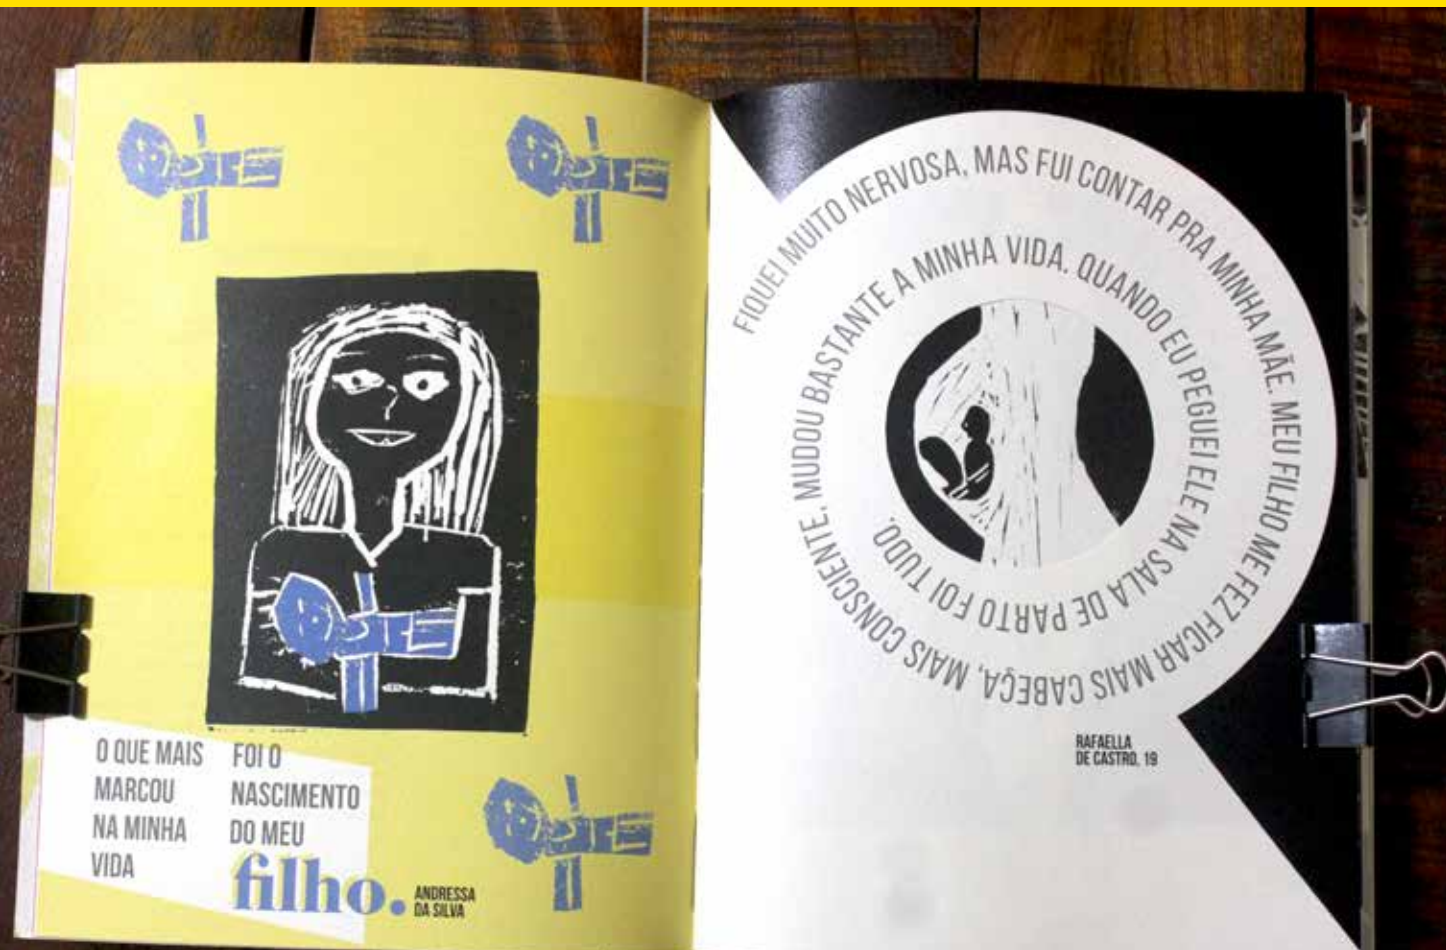 O QUE MAIS
MARCOU
NA MINHA
VIDA
FOI O
NASCIMENTO
DO MEU
filho.
ANDRESSA
DA SILVA
FIQUEI MUITO NERVOSA, MAS FUI CONTAR PRA MINHA MÃE. MEU FILHO ME FEZ FICAR MAIS CABEÇA, MAIS CONSCIENTE, MUDOU BASTANTE A MINHA VIDA. QUANDO EU PEGUEI ELE NA SALA DE PARTO FOI TUDO.
RAFAELLA
DE CASTRO, 19